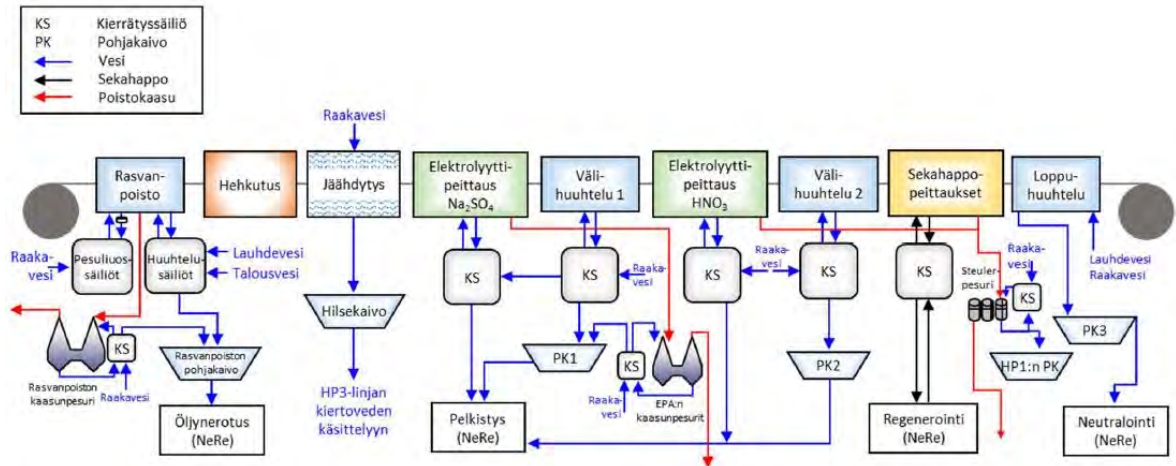 KS Kierrätyssäiliö
PK Pohjakaivo
Vesi
Sekahappo
Poistokaasu
Raakavesi
Rasvan-
poisto
Hehkutus
Jäähdytys
Elektrolyytti-
peittaus
Na₂SO₄
Väli-
huuhtelu 1
Elektrolyytti-
peittaus
HNO₃
Väli-
huuhtelu 2
Sekahappo-
peittaukset
Loppu-
huuhtelu
Raaka-
vesi
Pesuliuos-
säiliöt
Huuhtelu-
säiliöt
Lauhdevesi
Talousvesi
KS
KS
Raaka-
vesi
KS
Raaka-
vesi
KS
KS
Steuler-
pesuri
Raaka-
vesi
KS
Lauhdevesi
Raakavesi
Hilsekaivo
KS
Rasvanpoiston
kaasunpesuri
Raakavesi
Rasvanpoiston
pohjakaivo
PK1
KS
Raaka-
vesi
EPA:n
kaasunpesurit
PK2
HP1:n PK
PK3
HP3-linjan
kiertoveden
käsittelyyn
Öljynerotus
(NeRe)
Pelkistys
(NeRe)
Regenerointi
(NeRe)
Neutralointi
(NeRe)